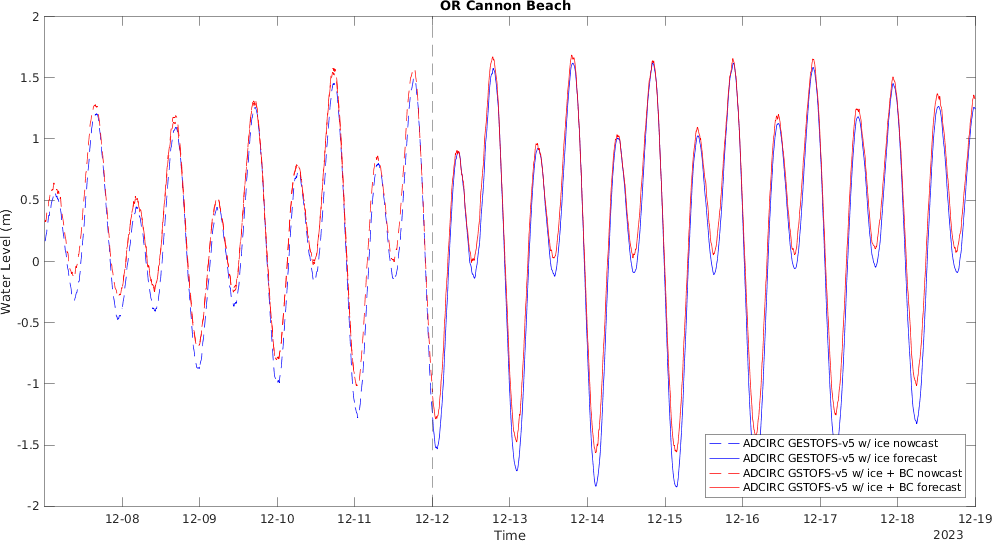 OR Cannon Beach
2
1.5
1
0.5
0
-0.5
-1
-1.5
-2
Water Level (m)
12-08 12-09 12-10 12-11 12-12 12-13 12-14 12-15 12-16 12-17 12-18 12-19
Time
2023
ADCIRC GESTOFS-v5 w/ ice nowcast
ADCIRC GESTOFS-v5 w/ ice forecast
ADCIRC GSTOFS-v5 w/ ice + BC nowcast
ADCIRC GSTOFS-v5 w/ ice + BC forecast